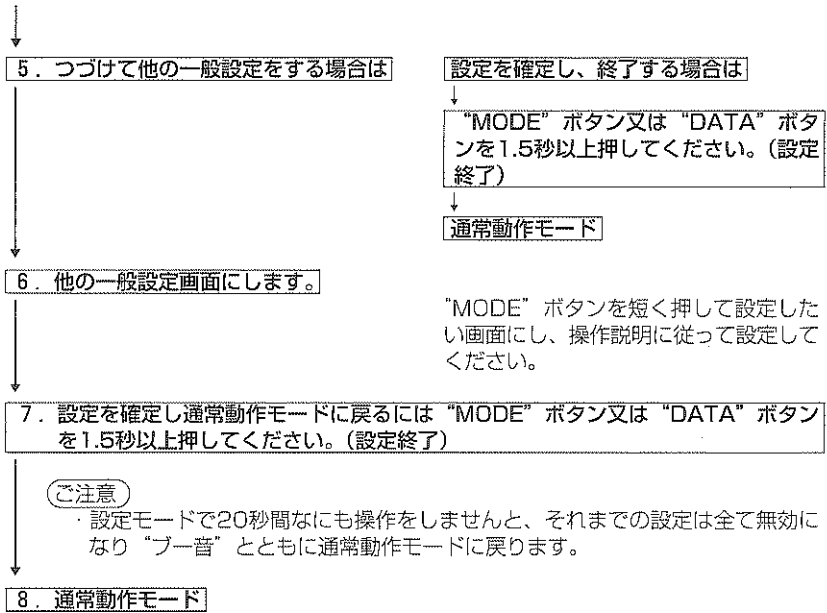 5．つづけて他の一般設定をする場合は
設定を確定し、終了する場合は
“MODE”ボタン又は“DATA”ボタ
ンを1.5秒以上押してください。（設定
終了）
通常動作モード
6．他の一般設定画面にします。
“MODE”ボタンを短く押して設定した
い画面にし、操作説明に従って設定して
ください。
7．設定を確定し通常動作モードに戻るには“MODE”ボタン又は“DATA”ボタン
を1.5秒以上押してください。（設定終了）
ご注意
・設定モードで20秒間なにも操作をしませんと、それまでの設定は全て無効に
なり“ブー音”とともに通常動作モードに戻ります。
8．通常動作モード